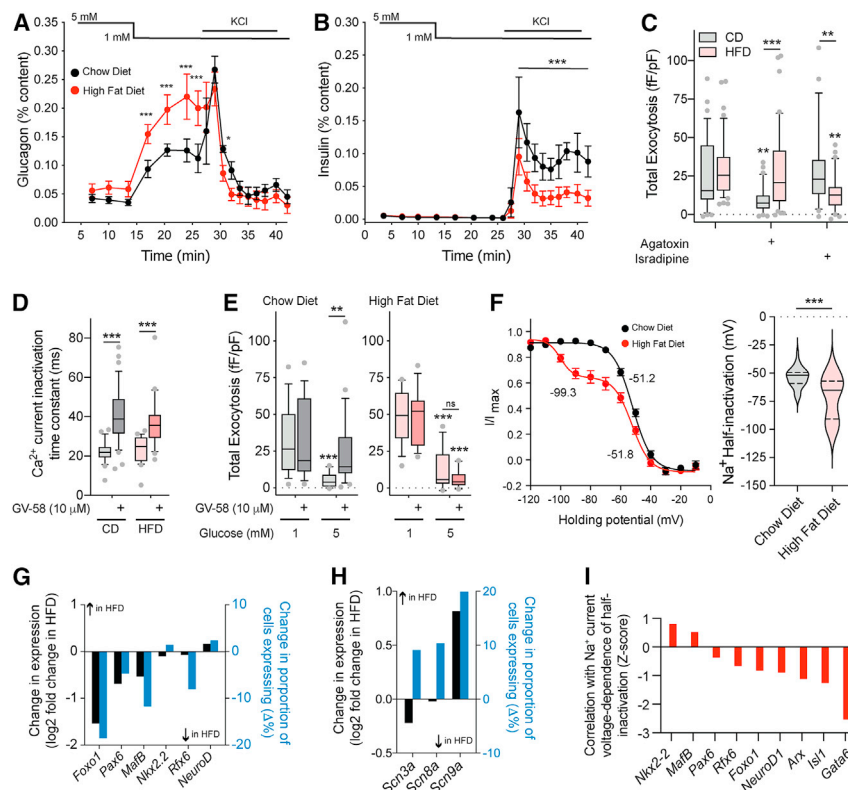 A
5 mM
1 mM
KCl
Glucagon (% content)
0.35
0.30
0.25
0.20
0.15
0.10
0.05
0.00
Chow Diet
High Fat Diet
***
***
***
***
*
5 10 15 20 25 30 35 40
Time (min)
B
5 mM
1 mM
KCl
Insulin (% content)
0.35
0.30
0.25
0.20
0.15
0.10
0.05
0.00
***
5 10 15 20 25 30 35 40
Time (min)
C
CD
HFD
Total Exocytosis (fF/pF)
100
75
50
25
0
**
***
**
**
Agatoxin +
Isradipine +
D
Ca2+ current inactivation
time constant (ms)
100
80
60
40
20
0
***
***
GV-58 (10 μM) + +
CD HFD
E
Chow Diet
High Fat Diet
Total Exocytosis (fF/pF)
100
75
50
25
0
***
**
***
ns
***
GV-58 (10 μM) + + + +
Glucose (mM) 1 5 1 5
F
I/I max
1.0
0.8
0.6
0.4
0.2
0.0
-0.2
Chow Diet
High Fat Diet
-99.3
-51.2
-51.8
-120 -100 -80 -60 -40 -20 0
Holding potential (mV)
Na+ Half-inactivation (mV)
***
0
-50
-75
-100
-125
-150
Chow Diet
High Fat Diet
G
Change in expression
(log2 fold change in HFD)
1
0
-1
-2
↑ in HFD
↓ in HFD
10
0
-10
-20
Change in porportion of
cells expressing (Δ%)
Foxo1
Pax6
MafB
Nkx2.2
Rfx6
NeuroD
H
Change in expression
(log2 fold change in HFD)
1.0
0.5
0.0
-0.5
↑ in HFD
↓ in HFD
20
10
0
-10
Change in proportion of
cells expressing (Δ%)
Scn3a
Scn8a
Scn9a
I
Correlation with Na+ current
voltage-dependence of half-
inactivation (Z-score)
1
0
-1
-2
-3
Nkx2-2
MafB
Pax6
Rfx6
Foxo1
NeuroD1
Arx
Isl1
Gata6